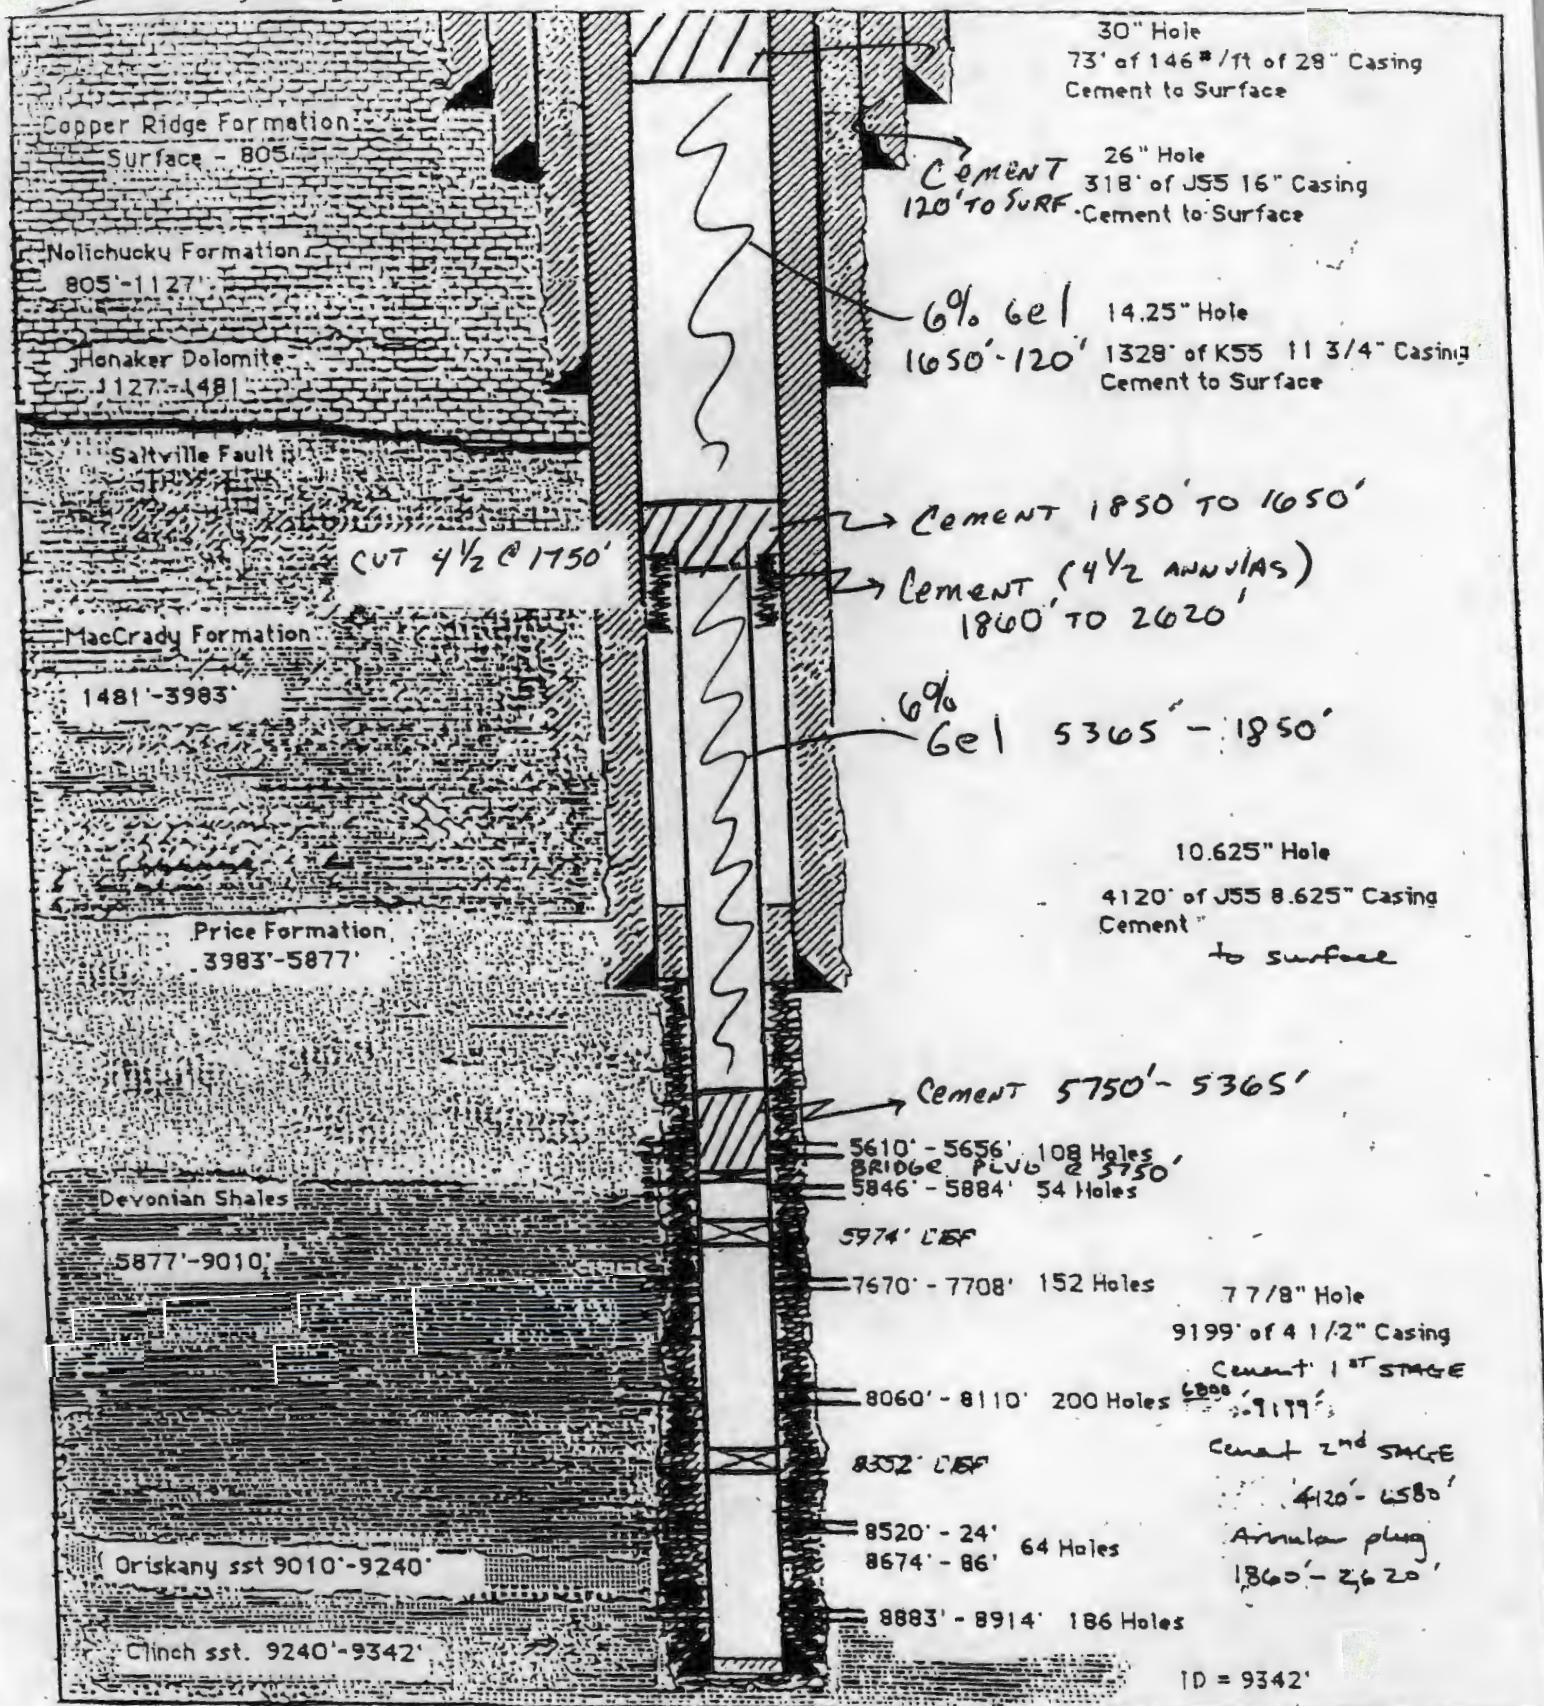 30" Hole
73' of 146#/ft of 28" Casing
Cement to Surface
Copper Ridge Formation
Surface - 805'
26" Hole
318' of J55 16" Casing
Cement to Surface
CEMENT
120' TO SURF.
Nolichucky Formation
805'-1127'
6% Gel
1650'-120'
14.25" Hole
1328' of K55 11 3/4" Casing
Cement to Surface
Honaker Dolomite
1127'-1481
Saltville Fault
CEMENT 1850' TO 1650'
CUT 4 1/2 @ 1750'
CEMENT (4 1/2 ANNULAS)
1860' TO 2620'
MacCrady Formation
1481'-3983'
6%
Gel 5365' - 1850'
10.625" Hole
4120' of J55 8.625" Casing
Cement
to surface
Price Formation
3983'-5877'
Cement 5750' - 5365'
5610' - 5656' 108 Holes
BRIDGE PLUG @ 5750'
5846' - 5884' 54 Holes
Devonian Shales
5877'-9010'
5974'
7670' - 7708' 152 Holes
7 7/8" Hole
9199' of 4 1/2" Casing
Cement 1ST STAGE
9199'
8060' - 8110' 200 Holes
Cement 2nd STAGE
4120' - 6580'
8352'
Annular plug
1860' - 2,620'
8520' - 24'
8674' - 86'
64 Holes
Oriskany sst 9010'-9240'
8883' - 8914' 186 Holes
Clinch sst. 9240'-9342'
TD = 9342'